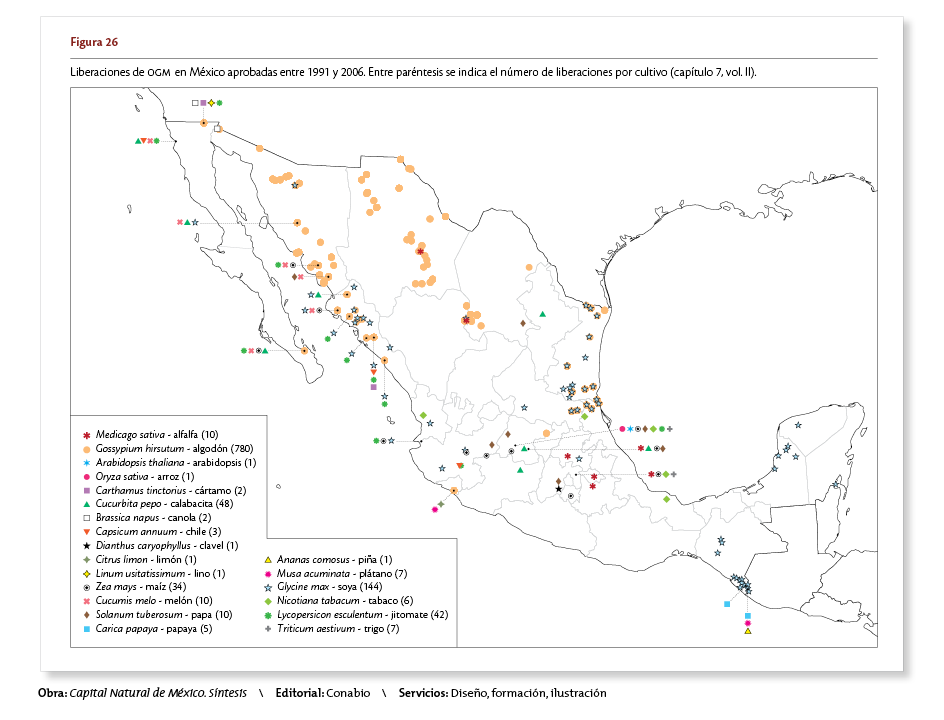 Figura 26
Liberaciones de OGM en México aprobadas entre 1991 y 2006. Entre paréntesis se indica el número de liberaciones por cultivo (capítulo 7, vol. II).
Medicago sativa - alfalfa (10)
Gossypium hirsutum - algodón (780)
Arabidopsis thaliana - arabidopsis (1)
Oryza sativa - arroz (1)
Carthamus tinctorius - cártamo (2)
Cucurbita pepo - calabacita (48)
Brassica napus - canola (2)
Capsicum annuum - chile (3)
Dianthus caryophyllus - clavel (1)
Citrus limon - limón (1)
Linum usitatissimum - lino (1)
Zea mays - maíz (34)
Cucumis melo - melón (10)
Solanum tuberosum - papa (10)
Carica papaya - papaya (5)
Ananas comosus - piña (1)
Musa acuminata - plátano (7)
Glycine max - soya (144)
Nicotiana tabacum - tabaco (6)
Lycopersicon esculentum - jitomate (42)
Triticum aestivum - trigo (7)
Obra: Capital Natural de México. Síntesis \ Editorial: Conabio \ Servicios: Diseño, formación, ilustración